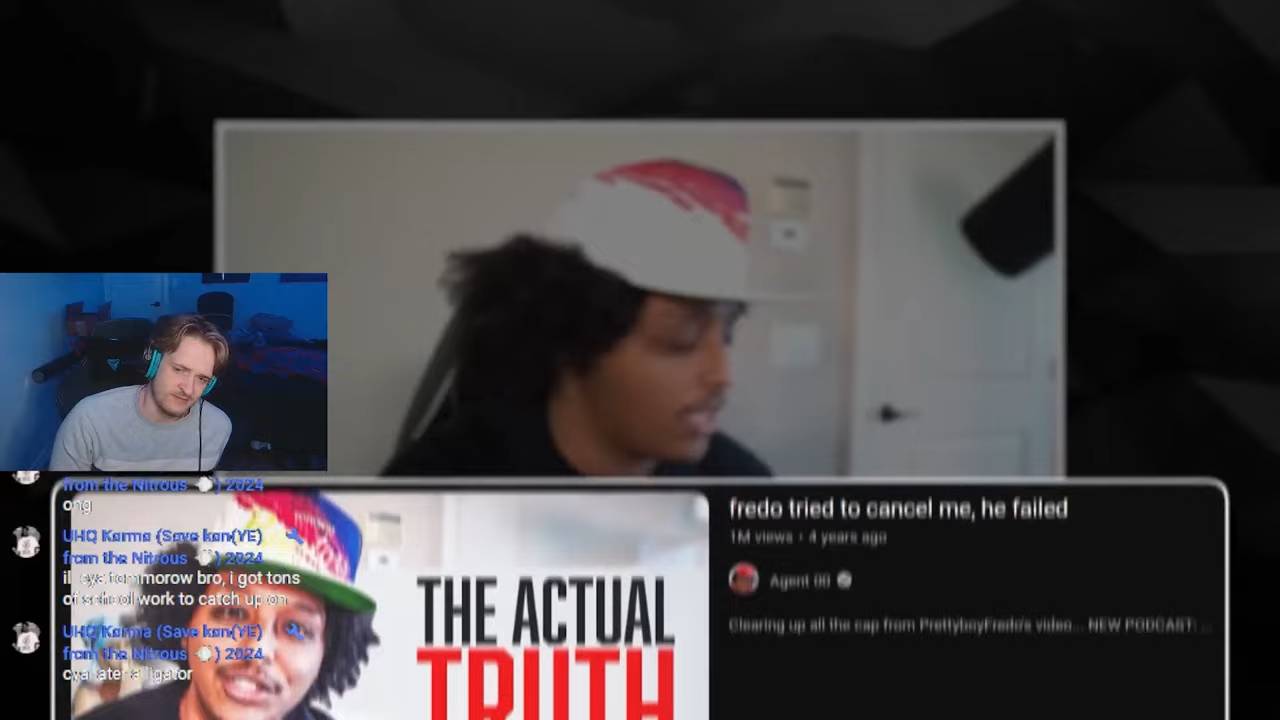 from the Nitrous ) 2024
ong
UHQ Karma (Save kan(YE)
from the Nitrous ) 2024
il cya tommorow bro, i got tons
of school work to catch up on
UHQ Karma (Save kan(YE)
from the Nitrous ) 2024
cya later alligator
THE ACTUAL
TRUTH
fredo tried to cancel me, he failed
1M views • 4 years ago
Agent 00
Clearing up all the cap from PrettyboyFredo's video... NEW PODCAST: ...